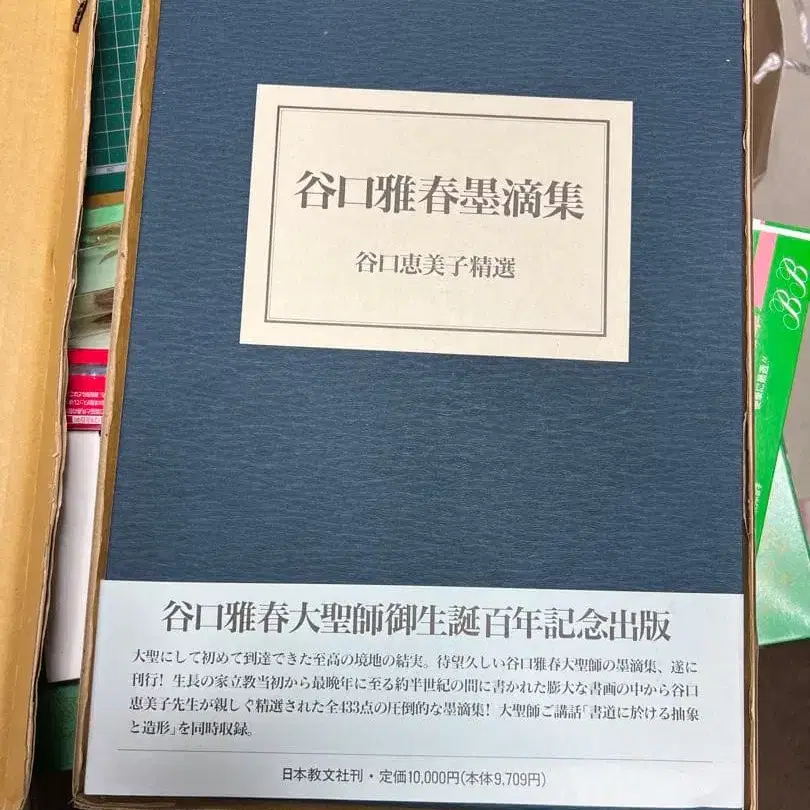 谷口雅春墨滴集
谷口恵美子精選
谷口雅春大聖師御生誕百年記念出版
大聖にして初めて到達できた至高の境地の結実。待望久しい谷口雅春大聖師の墨滴集、遂に
刊行! 生長の家立教当初から最晩年に至る約半世紀の間に書かれた膨大な書画の中から谷口
恵美子先生が親しく精選された全433点の圧倒的な墨滴集! 大聖師ご講話「書道に於ける抽象
と造形」を同時収録。
日本教文社刊・定価10,000円(本体9,709円)
BB